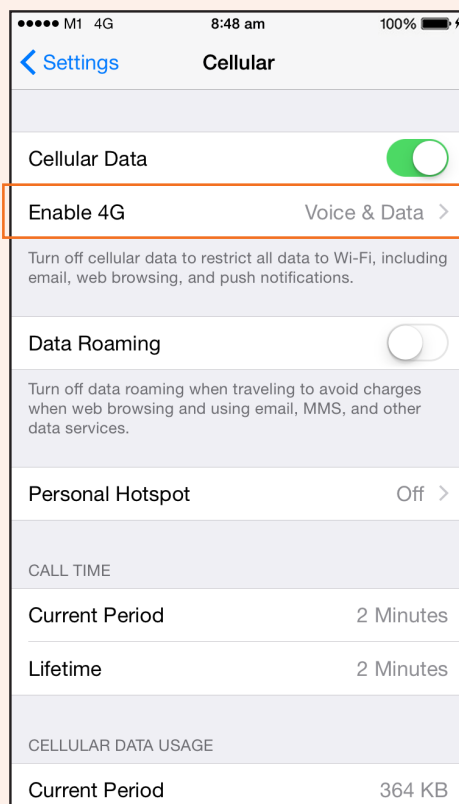 M1 4G 8:48 am 100%
Settings Cellular
Cellular Data
Enable 4G Voice & Data
Turn off cellular data to restrict all data to Wi-Fi, including
email, web browsing, and push notifications.
Data Roaming
Turn off data roaming when traveling to avoid charges
when web browsing and using email, MMS, and other
data services.
Personal Hotspot Off
CALL TIME
Current Period 2 Minutes
Lifetime 2 Minutes
CELLULAR DATA USAGE
Current Period 364 KB